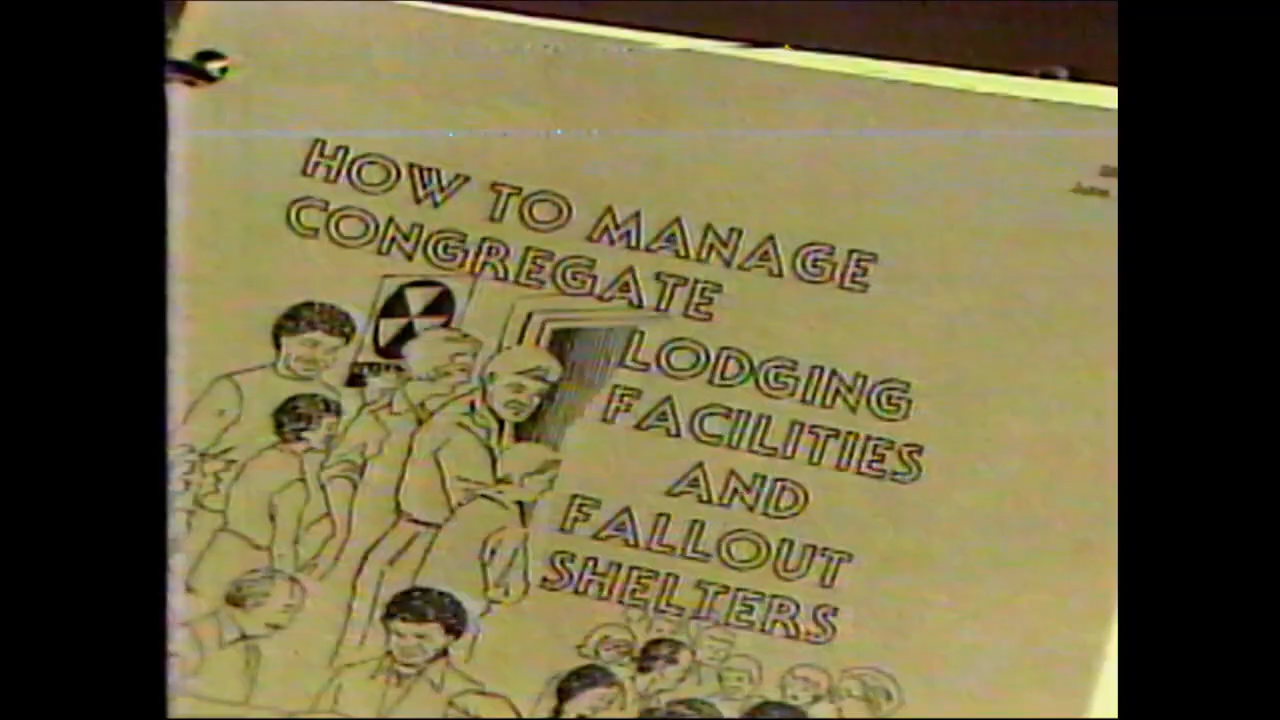 HOW TO MANAGE
CONGREGATE
LODGING
FACILITIES
AND
FALLOUT
SHELTERS